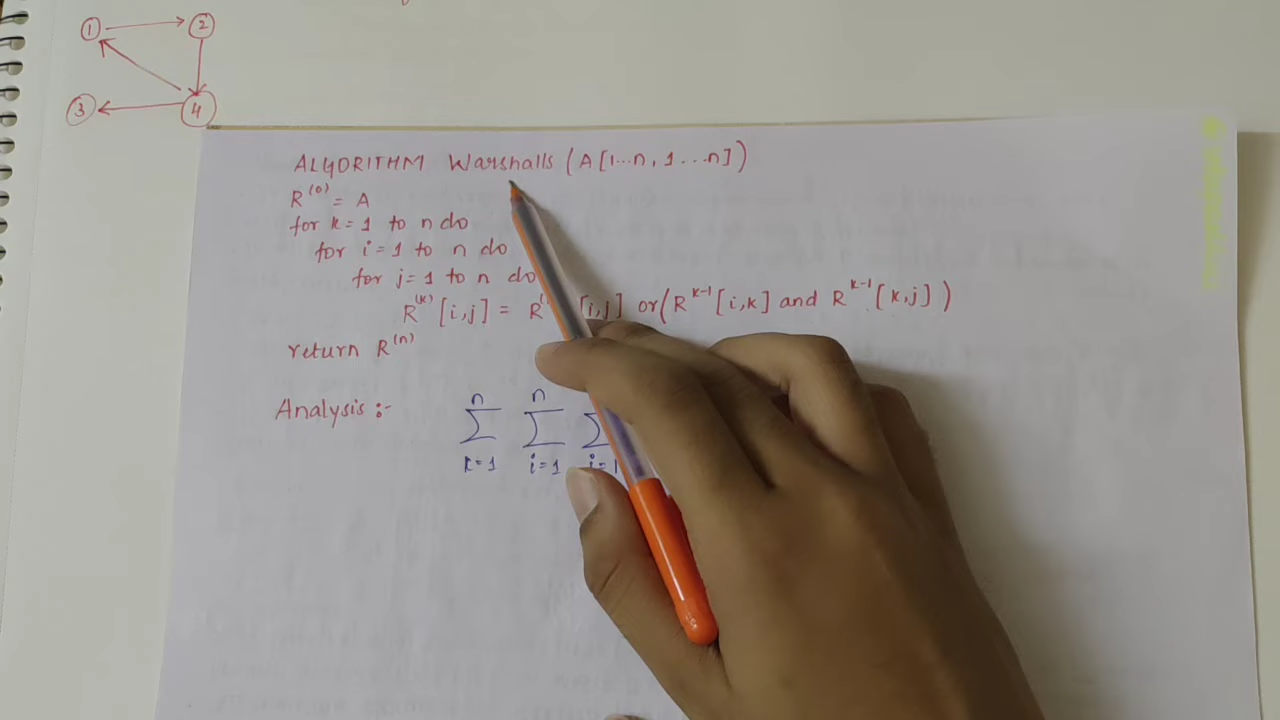 1 2
3 4
ALGORITHM Warshalls (A[1...n, 1...n])
R^(0) = A
for k=1 to n do
for i=1 to n do
for j=1 to n do
R^(k) [i,j] = R^( [i,j] or (R^k-1 [i,k] and R^k-1 [k,j])
return R^(n)
Analysis :-
n n
Σ Σ Σ
k=1 i=1 j=1